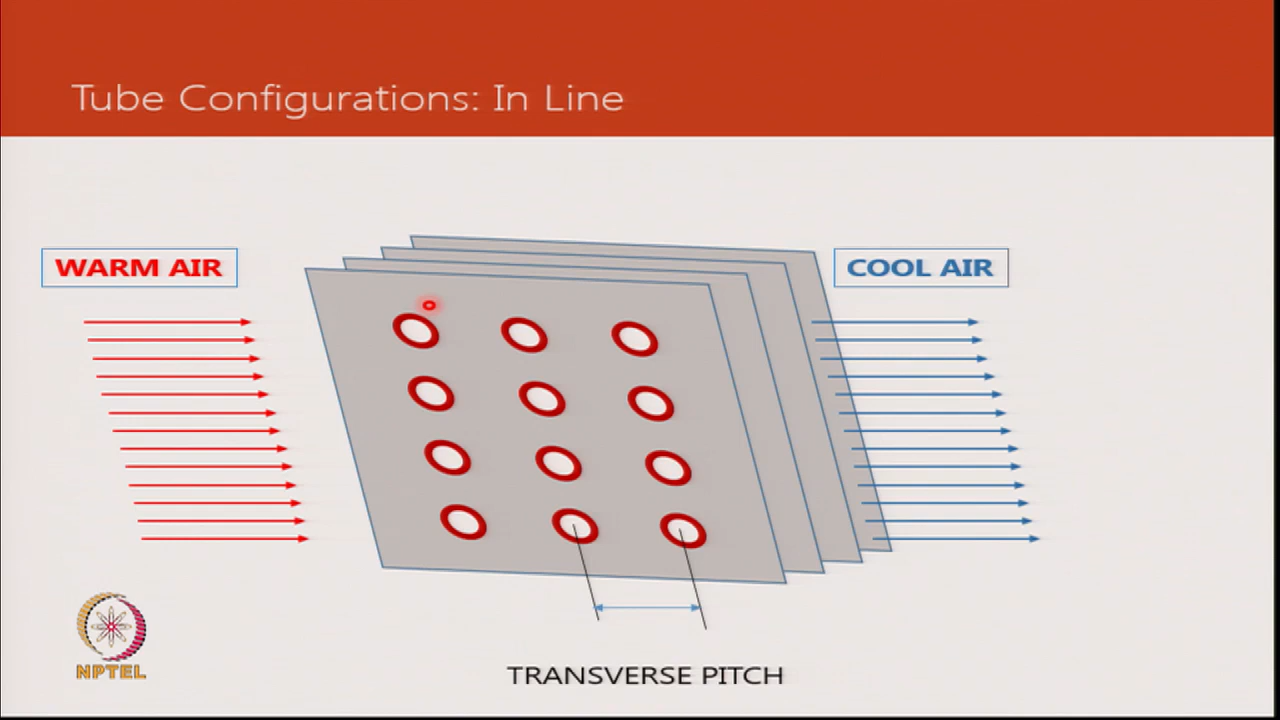 Tube Configurations: In Line
WARM AIR
COOL AIR
TRANSVERSE PITCH
NPTEL